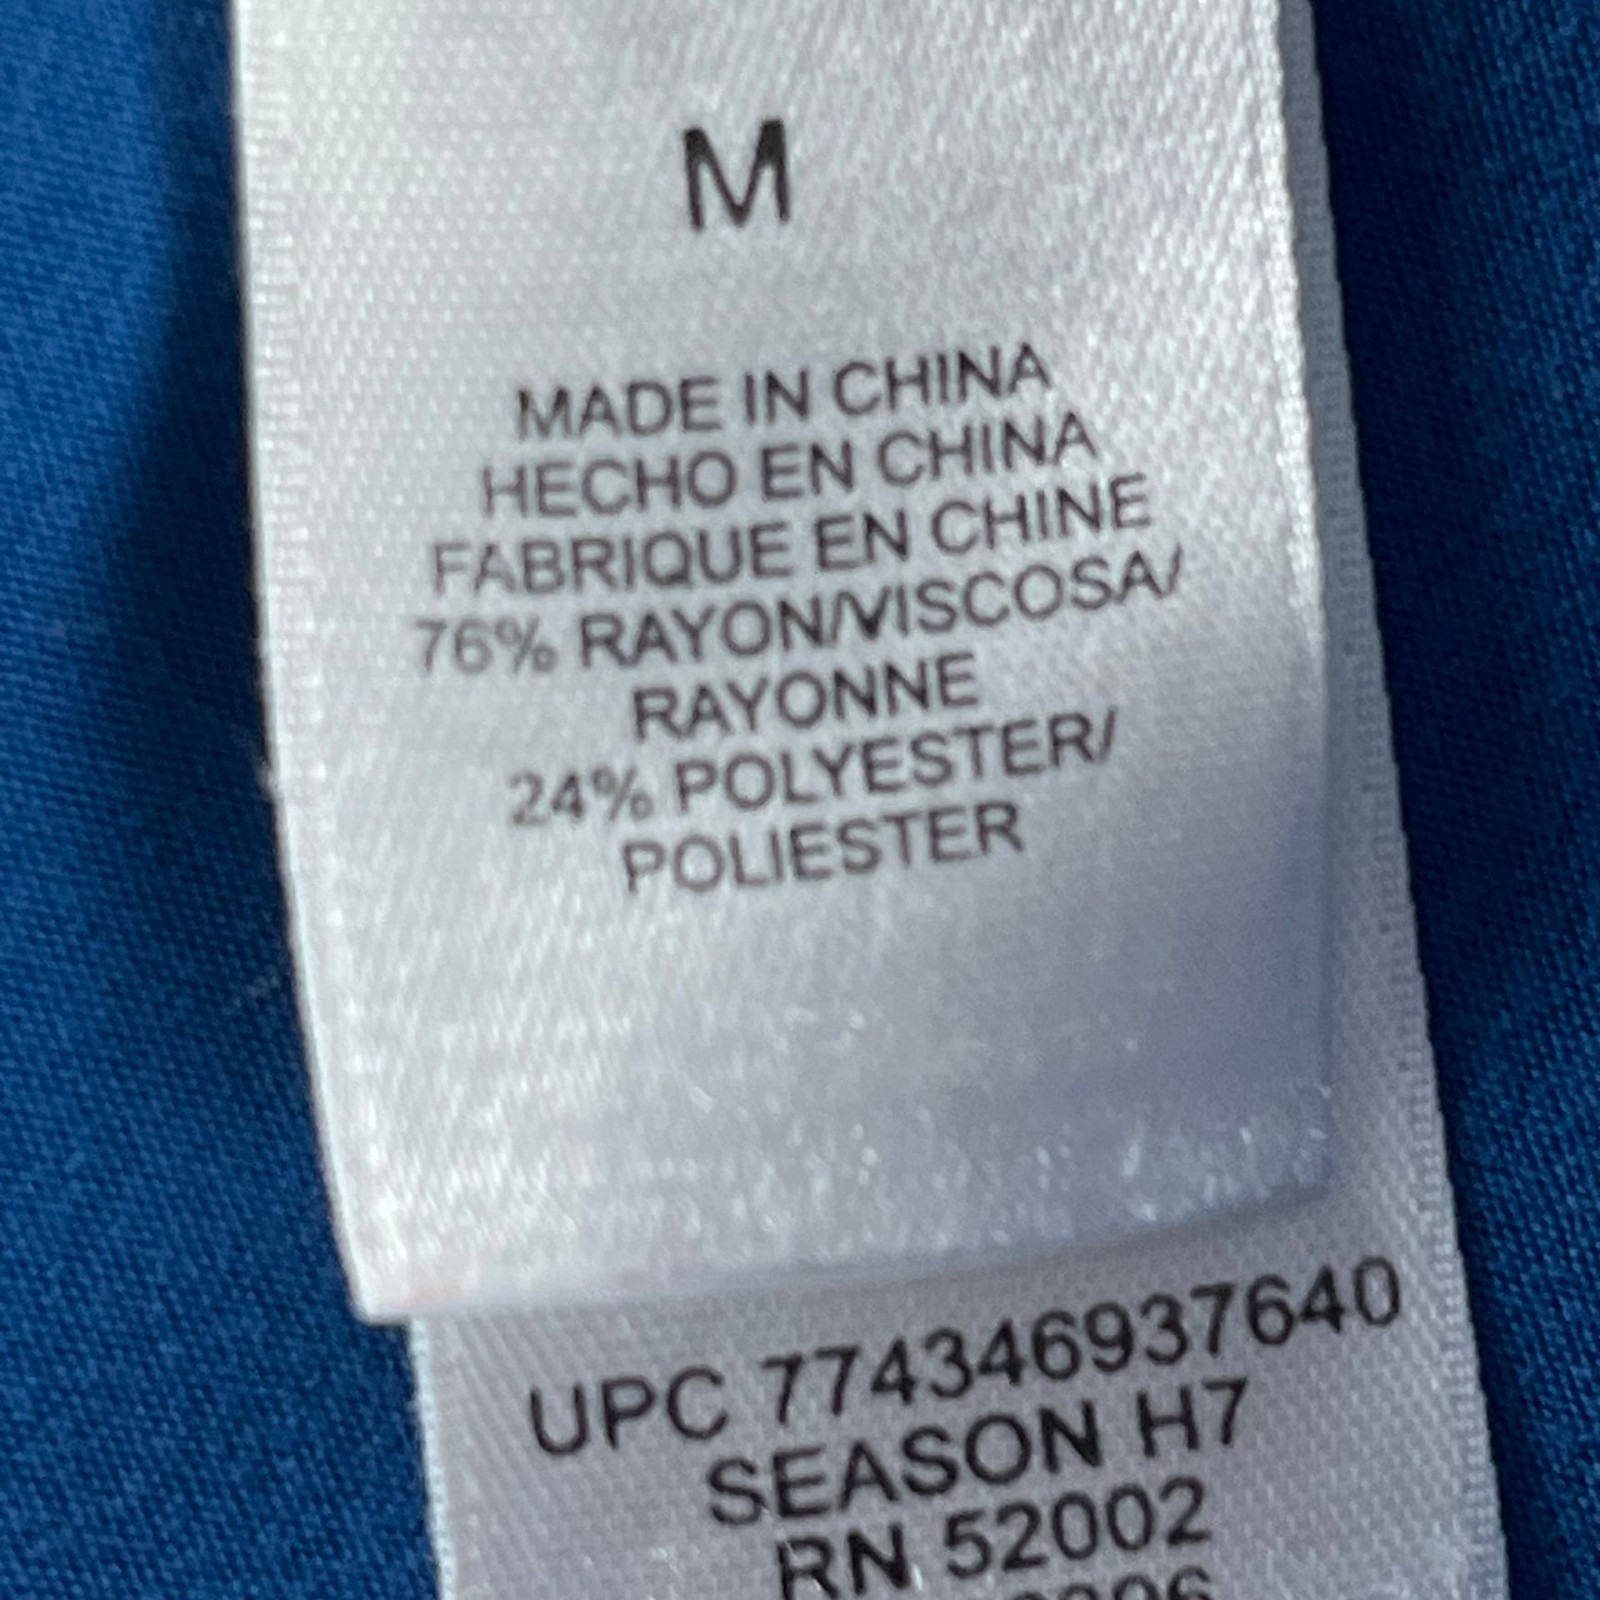 M
MADE IN CHINA
HECHO EN CHINA
FABRIQUE EN CHINE
76% RAYON/VISCOSA/
RAYONNE
24% POLYESTER/
POLIESTER
UPC 774346937640
SEASON H7
RN 52002